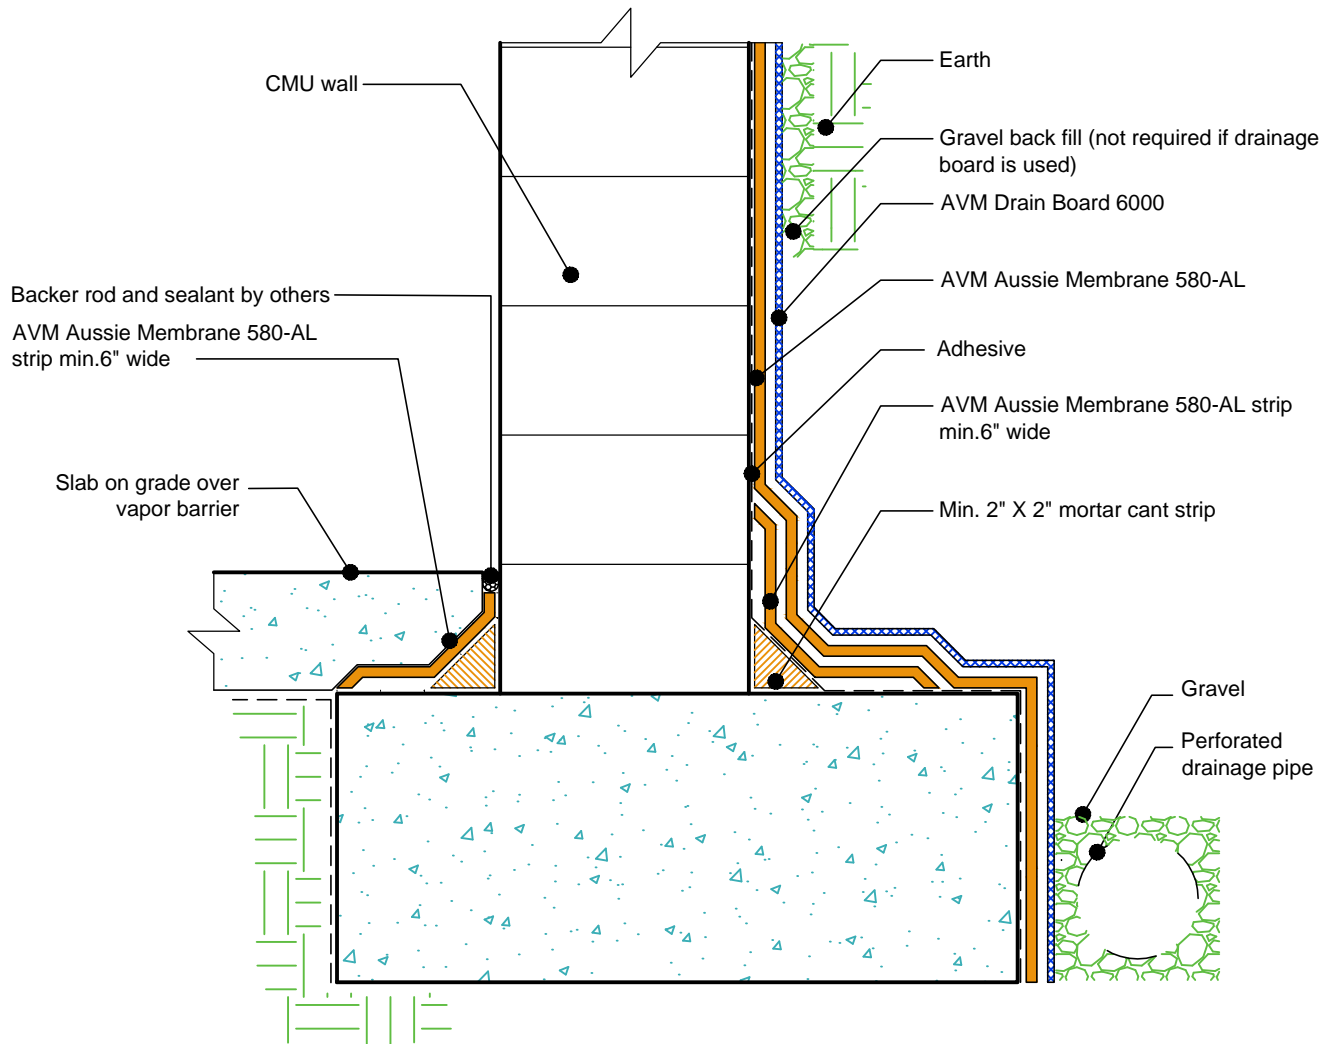 CMU wall
Backer rod and sealant by others
AVM Aussie Membrane 580-AL
strip min.6" wide
Slab on grade over
vapor barrier
Earth
Gravel back fill (not required if drainage
board is used)
AVM Drain Board 6000
AVM Aussie Membrane 580-AL
Adhesive
AVM Aussie Membrane 580-AL strip
min.6" wide
Min. 2" X 2" mortar cant strip
Gravel
Perforated
drainage pipe